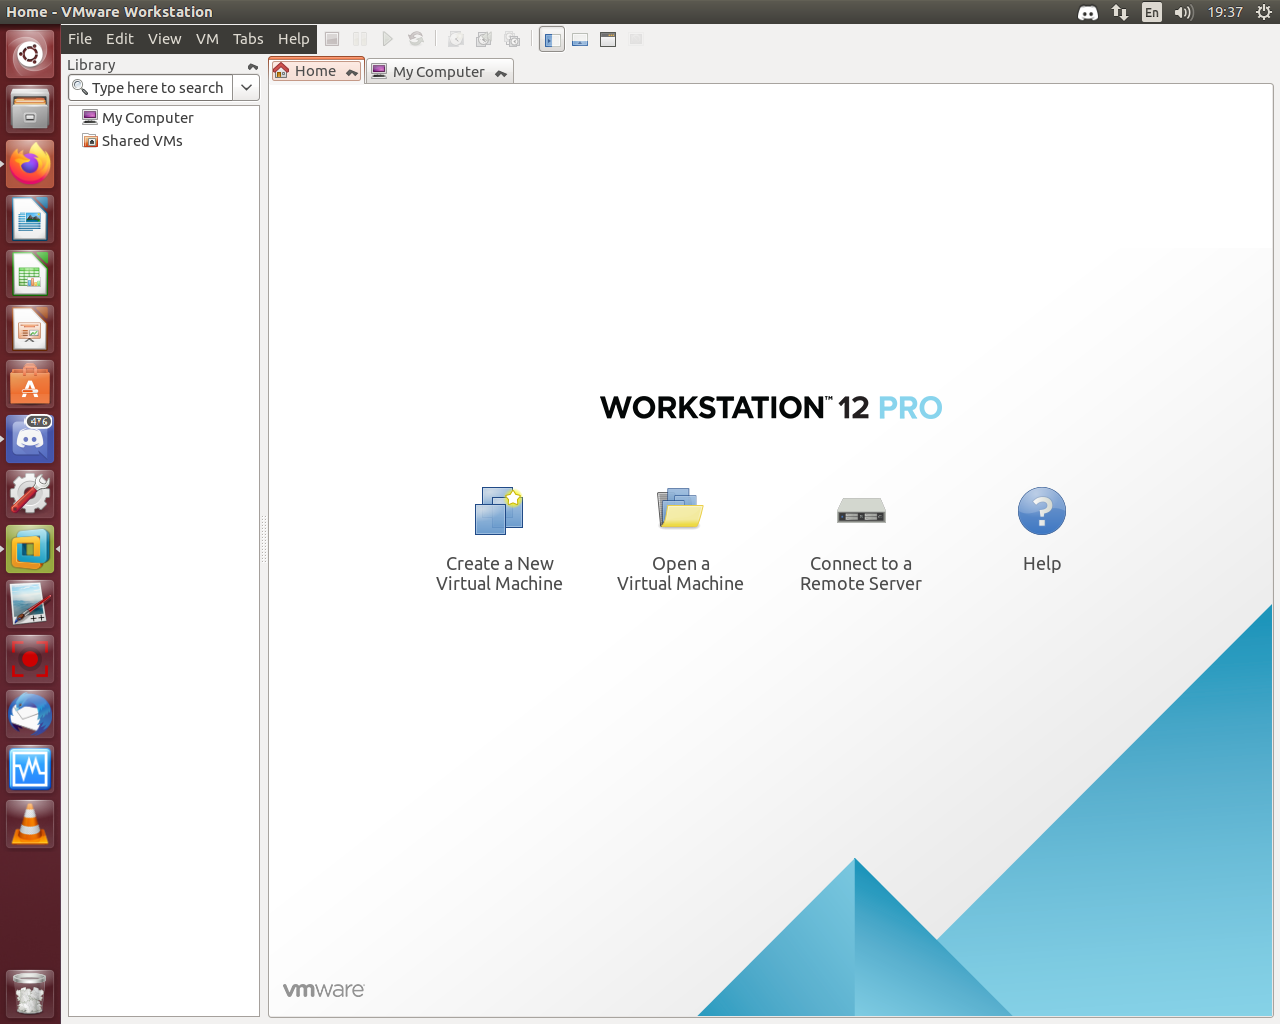 Home - VMware Workstation
En
19:37
File Edit View VM Tabs Help
Library
Type here to search
My Computer
Shared VMs
Home
My Computer
WORKSTATION™ 12 PRO
Create a New
Virtual Machine
Open a
Virtual Machine
Connect to a
Remote Server
Help
476
vmware